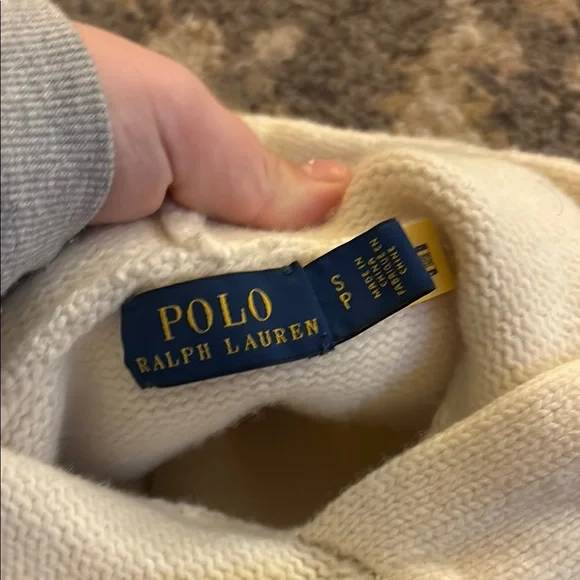 POLO
RALPH LAUREN
S P
MADE IN
CHINA
FABRIQUÉ EN
CHINE